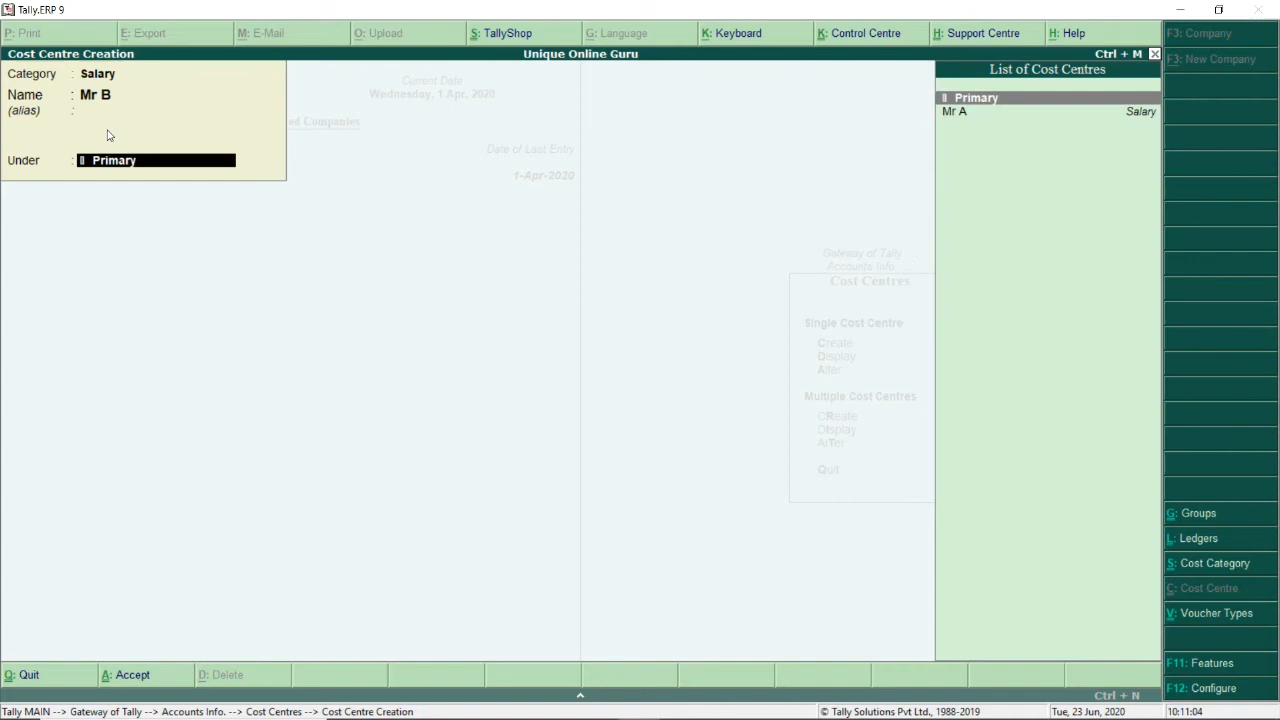 Tally.ERP 9
P: Print
E: Export
M: E-Mail
O: Upload
S: TallyShop
G: Language
K: Keyboard
K: Control Centre
H: Support Centre
H: Help
F3: Company
F3: New Company
Cost Centre Creation
Unique Online Guru
Ctrl + M
Category : Salary
Name : Mr B
(alias) :
Under : Primary
Current Date
Wednesday, 1 Apr, 2020
ed Companies
Date of Last Entry
1-Apr-2020
Gateway of Tally
Accounts Info.
Cost Centres
Single Cost Centre
Create
Display
Alter
Multiple Cost Centres
CReate
DIsplay
AlTer
Quit
List of Cost Centres
Primary
Mr A Salary
G: Groups
L: Ledgers
S: Cost Category
C: Cost Centre
V: Voucher Types
F11: Features
F12: Configure
Q: Quit
A: Accept
D: Delete
Ctrl + N
Tally MAIN --> Gateway of Tally --> Accounts Info. --> Cost Centres --> Cost Centre Creation
© Tally Solutions Pvt Ltd., 1988-2019
Tue, 23 Jun, 2020
10:11:04